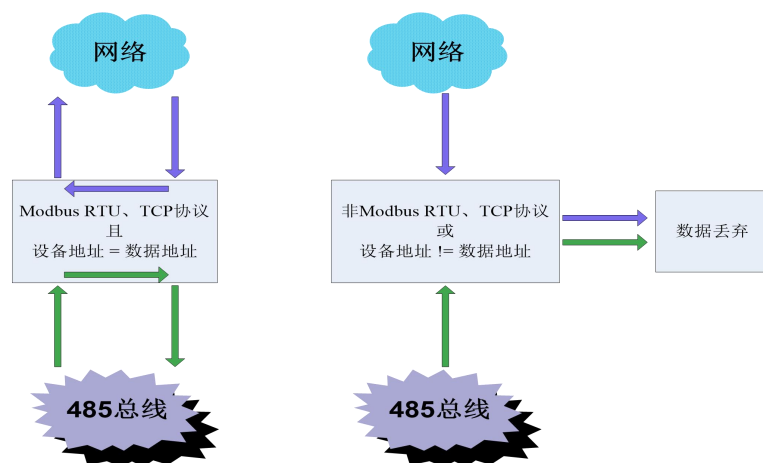 网络
Modbus RTU、TCP协议
且
设备地址 = 数据地址
485总线
网络
非Modbus RTU、TCP协议
或
设备地址 != 数据地址
数据丢弃
485总线